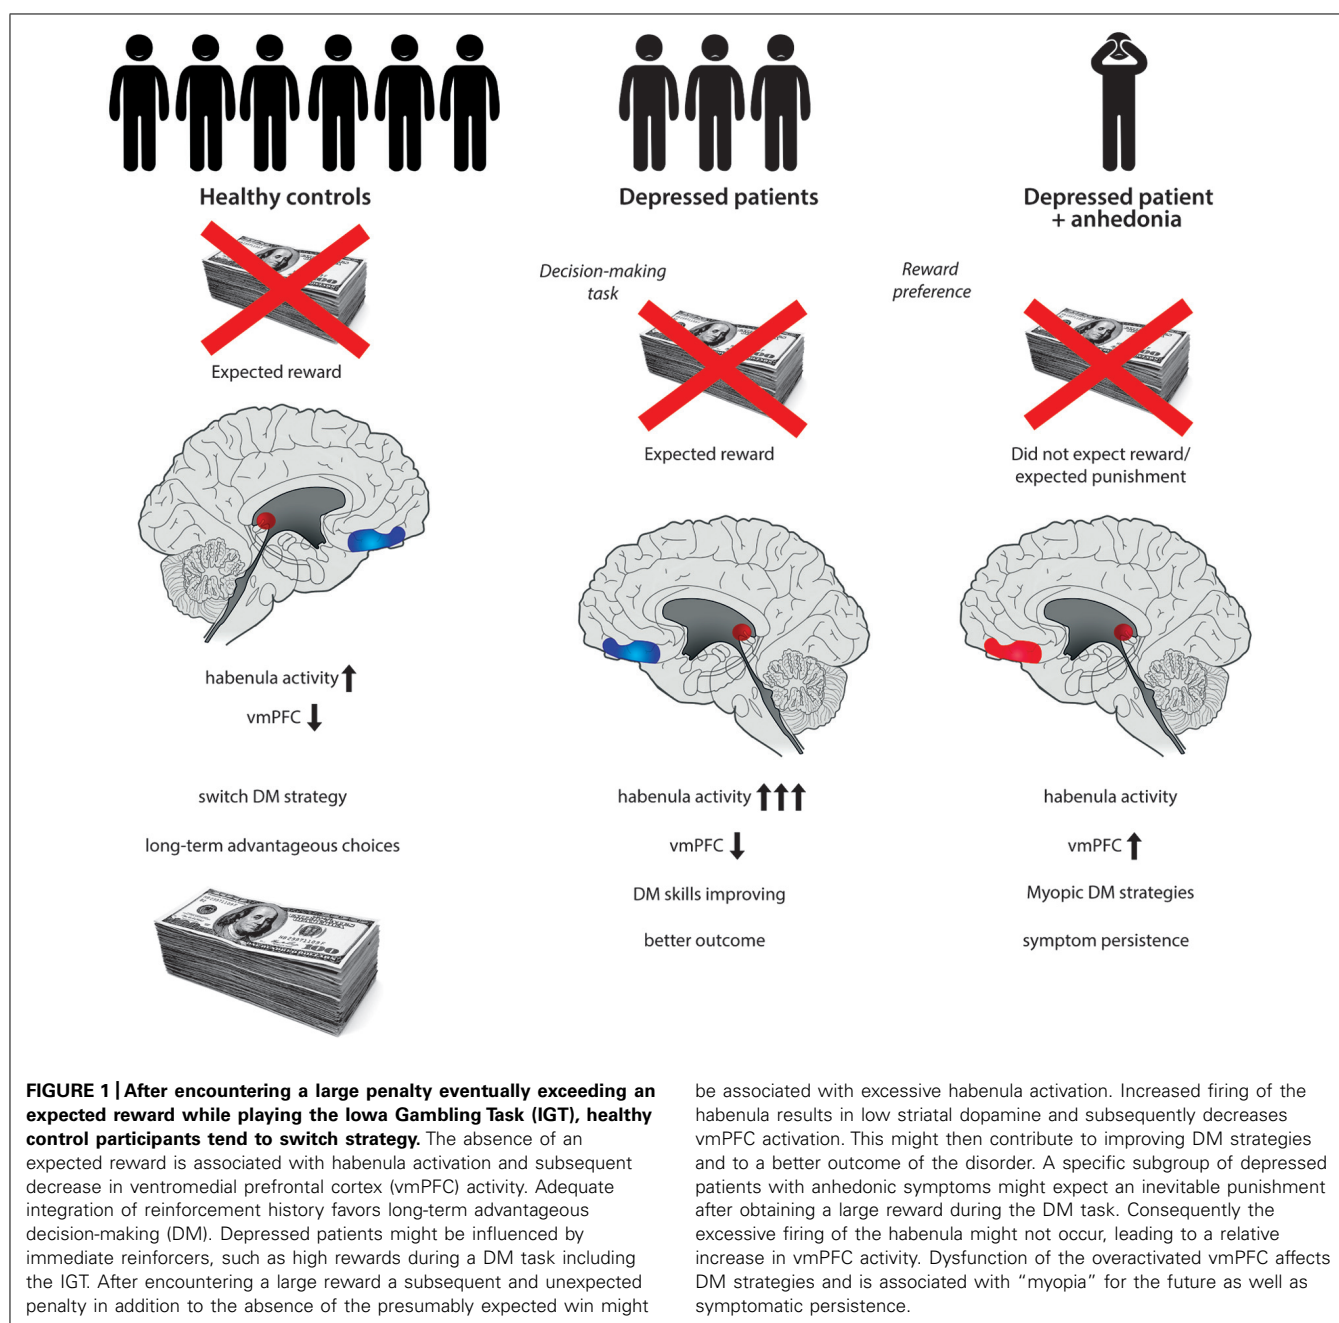 Healthy controls
Expected reward
habenula activity ↑
vmPFC ↓
switch DM strategy
long-term advantageous choices
Depressed patients
Decision-making
task
Expected reward
habenula activity ↑↑↑
vmPFC ↓
DM skills improving
better outcome
Depressed patient
+ anhedonia
Reward
preference
Did not expect reward/
expected punishment
habenula activity
vmPFC ↑
Myopic DM strategies
symptom persistence
FIGURE 1 | After encountering a large penalty eventually exceeding an
expected reward while playing the Iowa Gambling Task (IGT), healthy
control participants tend to switch strategy. The absence of an
expected reward is associated with habenula activation and subsequent
decrease in ventromedial prefrontal cortex (vmPFC) activity. Adequate
integration of reinforcement history favors long-term advantageous
decision-making (DM). Depressed patients might be influenced by
immediate reinforcers, such as high rewards during a DM task including
the IGT. After encountering a large reward a subsequent and unexpected
penalty in addition to the absence of the presumably expected win might
be associated with excessive habenula activation. Increased firing of the
habenula results in low striatal dopamine and subsequently decreases
vmPFC activation. This might then contribute to improving DM strategies
and to a better outcome of the disorder. A specific subgroup of depressed
patients with anhedonic symptoms might expect an inevitable punishment
after obtaining a large reward during the DM task. Consequently the
excessive firing of the habenula might not occur, leading to a relative
increase in vmPFC activity. Dysfunction of the overactivated vmPFC affects
DM strategies and is associated with “myopia” for the future as well as
symptomatic persistence.